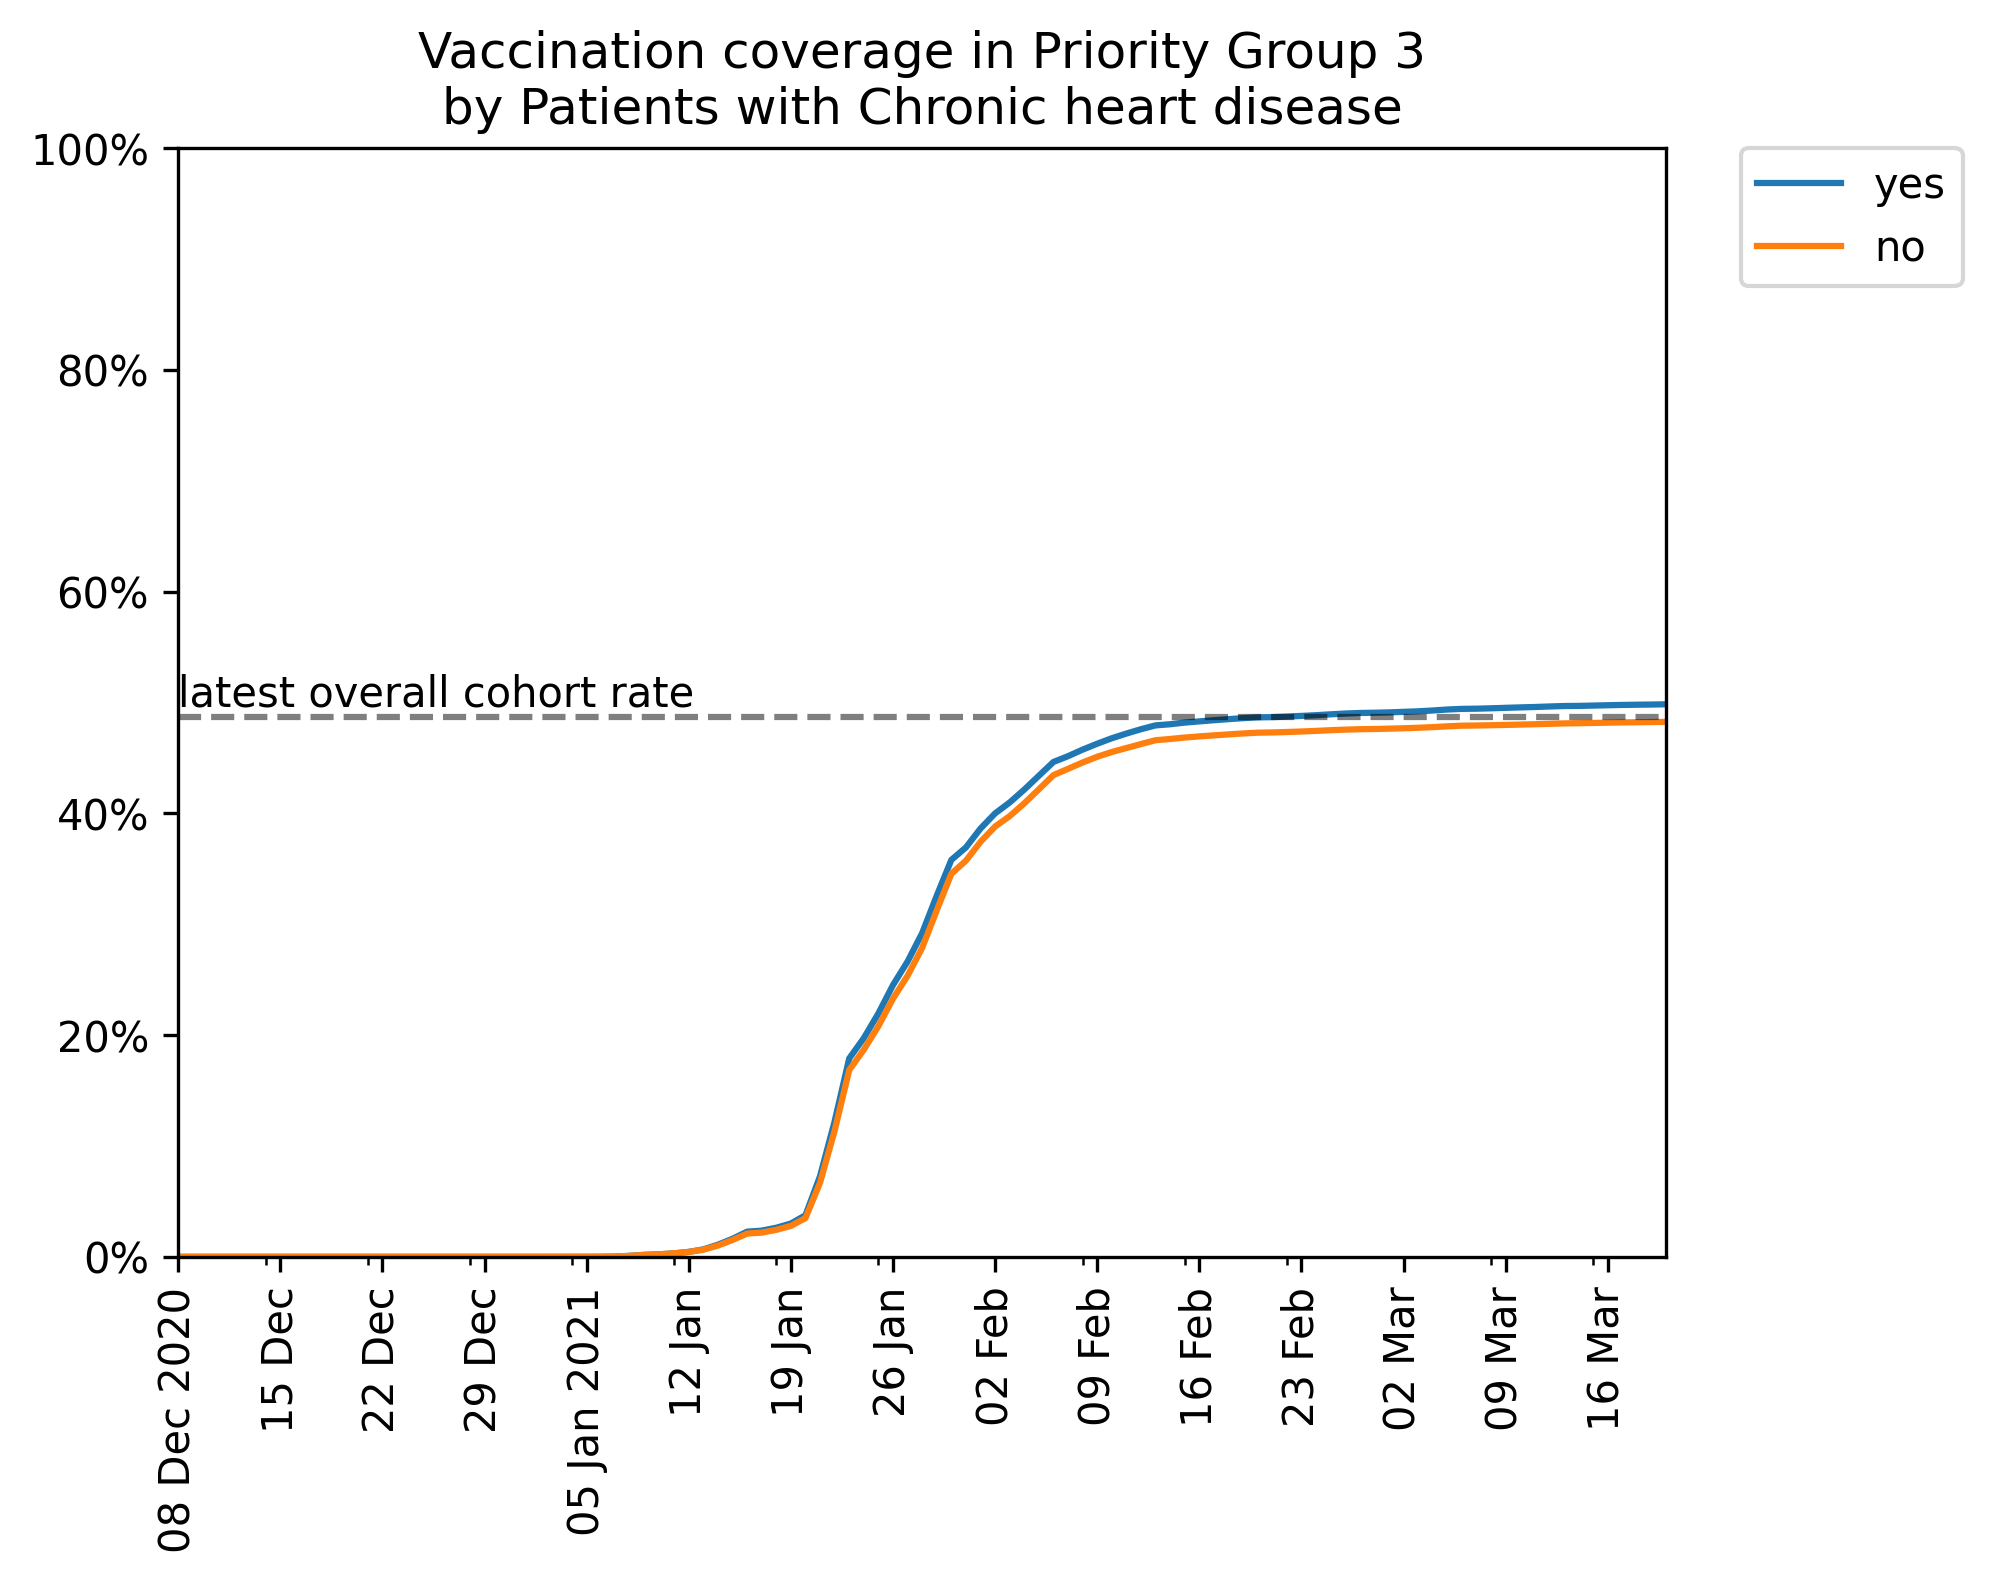 Vaccination coverage in Priority Group 3
by Patients with Chronic heart disease
100%
80%
60%
40%
20%
0%
latest overall cohort rate
yes
no
08 Dec 2020
15 Dec
22 Dec
29 Dec
05 Jan 2021
12 Jan
19 Jan
26 Jan
02 Feb
09 Feb
16 Feb
23 Feb
02 Mar
09 Mar
16 Mar